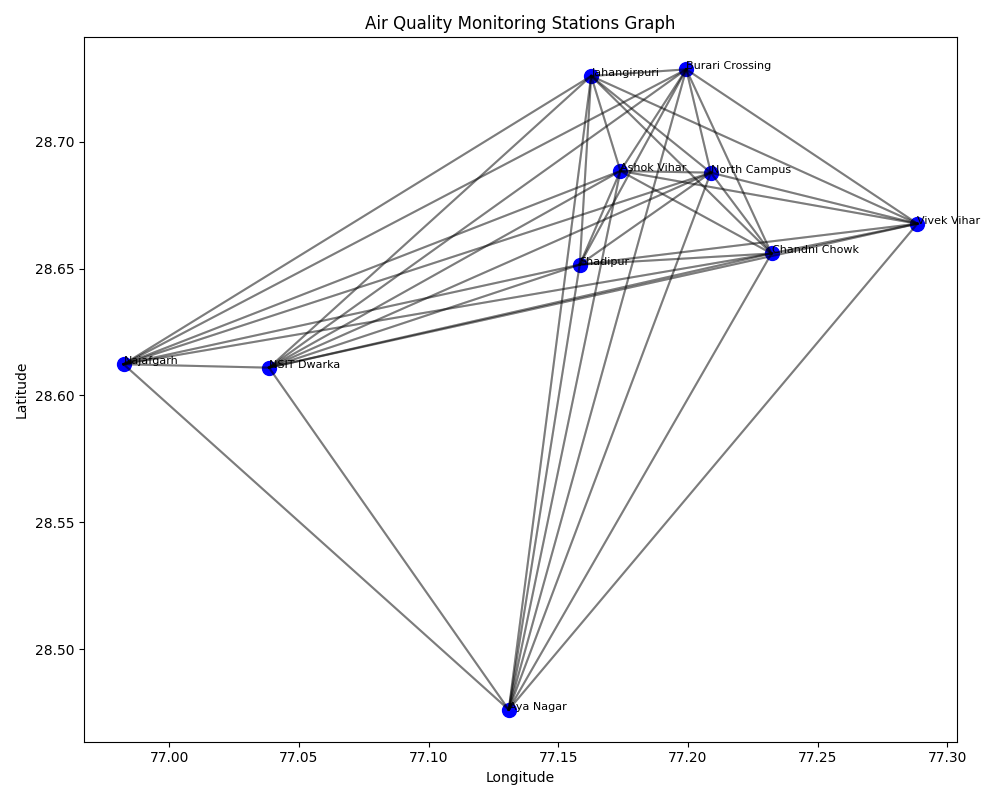 Air Quality Monitoring Stations Graph
Jahangirpuri
Burari Crossing
28.70
Ashok Vihar
North Campus
Vivek Vihar
28.65
Chandni Chowk
Shadipur
Najafgarh
NSIT Dwarka
28.60
Latitude
28.55
28.50
Aya Nagar
77.00
77.05
77.10
77.15
77.20
77.25
77.30
Longitude